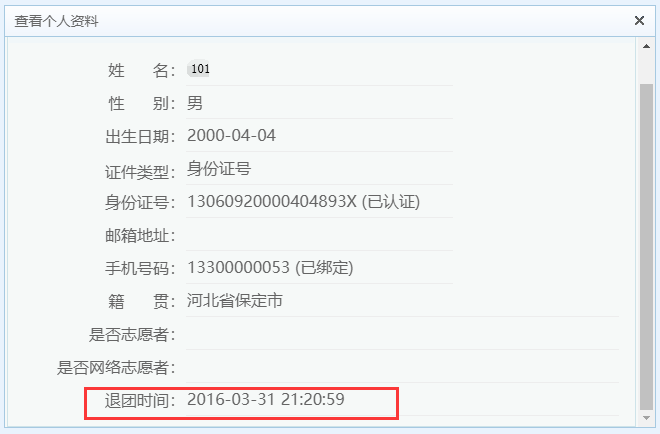 查看个人资料
姓 名： 101
性 别： 男
出生日期： 2000-04-04
证件类型： 身份证号
身份证号： 13060920000404893X (已认证)
邮箱地址：
手机号码： 13300000053 (已绑定)
籍 贯： 河北省保定市
是否志愿者：
是否网络志愿者：
退团时间： 2016-03-31 21:20:59